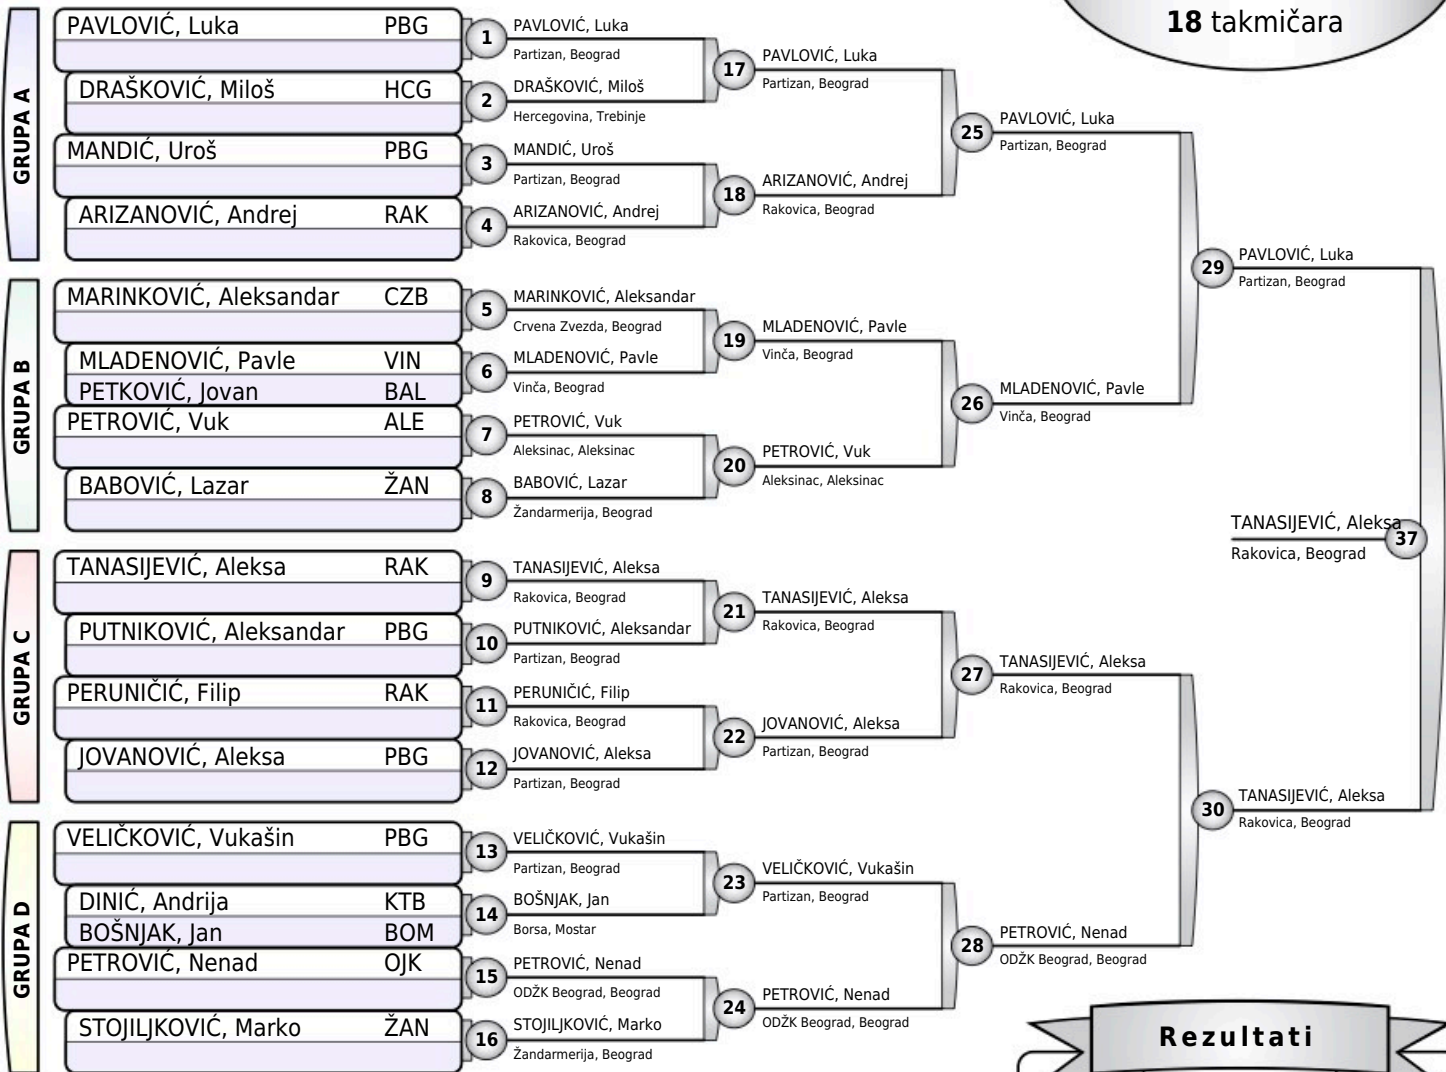 18 takmičara
GRUPA A
PAVLOVIĆ, Luka PBG
DRAŠKOVIĆ, Miloš HCG
MANDIĆ, Uroš PBG
ARIZANOVIĆ, Andrej RAK
GRUPA B
MARINKOVIĆ, Aleksandar CZB
MLADENOVIĆ, Pavle VIN
PETKOVIĆ, Jovan BAL
PETROVIĆ, Vuk ALE
BABOVIĆ, Lazar ŽAN
GRUPA C
TANASIJEVIĆ, Aleksa RAK
PUTNIKOVIĆ, Aleksandar PBG
PERUNIČIĆ, Filip RAK
JOVANOVIĆ, Aleksa PBG
GRUPA D
VELIČKOVIĆ, Vukašin PBG
DINIĆ, Andrija KTB
BOŠNJAK, Jan BOM
PETROVIĆ, Nenad OJK
STOJILJKOVIĆ, Marko ŽAN
1 PAVLOVIĆ, Luka
Partizan, Beograd
2 DRAŠKOVIĆ, Miloš
Hercegovina, Trebinje
3 MANDIĆ, Uroš
Partizan, Beograd
4 ARIZANOVIĆ, Andrej
Rakovica, Beograd
5 MARINKOVIĆ, Aleksandar
Crvena Zvezda, Beograd
6 MLADENOVIĆ, Pavle
Vinča, Beograd
7 PETROVIĆ, Vuk
Aleksinac, Aleksinac
8 BABOVIĆ, Lazar
Žandarmerija, Beograd
9 TANASIJEVIĆ, Aleksa
Rakovica, Beograd
10 PUTNIKOVIĆ, Aleksandar
Partizan, Beograd
11 PERUNIČIĆ, Filip
Rakovica, Beograd
12 JOVANOVIĆ, Aleksa
Partizan, Beograd
13 VELIČKOVIĆ, Vukašin
Partizan, Beograd
14 BOŠNJAK, Jan
Borsa, Mostar
15 PETROVIĆ, Nenad
ODŽK Beograd, Beograd
16 STOJILJKOVIĆ, Marko
Žandarmerija, Beograd
17 PAVLOVIĆ, Luka
Partizan, Beograd
18 ARIZANOVIĆ, Andrej
Rakovica, Beograd
19 MLADENOVIĆ, Pavle
Vinča, Beograd
20 PETROVIĆ, Vuk
Aleksinac, Aleksinac
21 TANASIJEVIĆ, Aleksa
Rakovica, Beograd
22 JOVANOVIĆ, Aleksa
Partizan, Beograd
23 VELIČKOVIĆ, Vukašin
Partizan, Beograd
24 PETROVIĆ, Nenad
ODŽK Beograd, Beograd
25 PAVLOVIĆ, Luka
Partizan, Beograd
26 MLADENOVIĆ, Pavle
Vinča, Beograd
27 TANASIJEVIĆ, Aleksa
Rakovica, Beograd
28 PETROVIĆ, Nenad
ODŽK Beograd, Beograd
29 PAVLOVIĆ, Luka
Partizan, Beograd
30 TANASIJEVIĆ, Aleksa
Rakovica, Beograd
TANASIJEVIĆ, Aleksa 37
Rakovica, Beograd
Rezultati